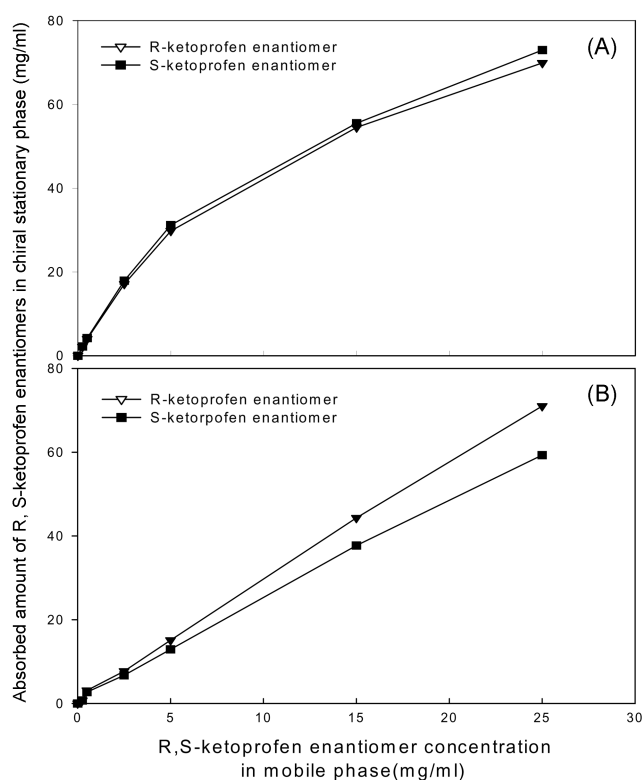 Absorbed amount of R, S-ketoprofen enantiomers in chiral stationary phase (mg/ml)
80
60
40
20
0
R-ketoprofen enantiomer
S-ketoprofen enantiomer
(A)
80
60
40
20
0
R-ketoprofen enantiomer
S-ketorpofen enantiomer
(B)
0 5 10 15 20 25 30
R,S-ketoprofen enantiomer concentration
in mobile phase(mg/ml)